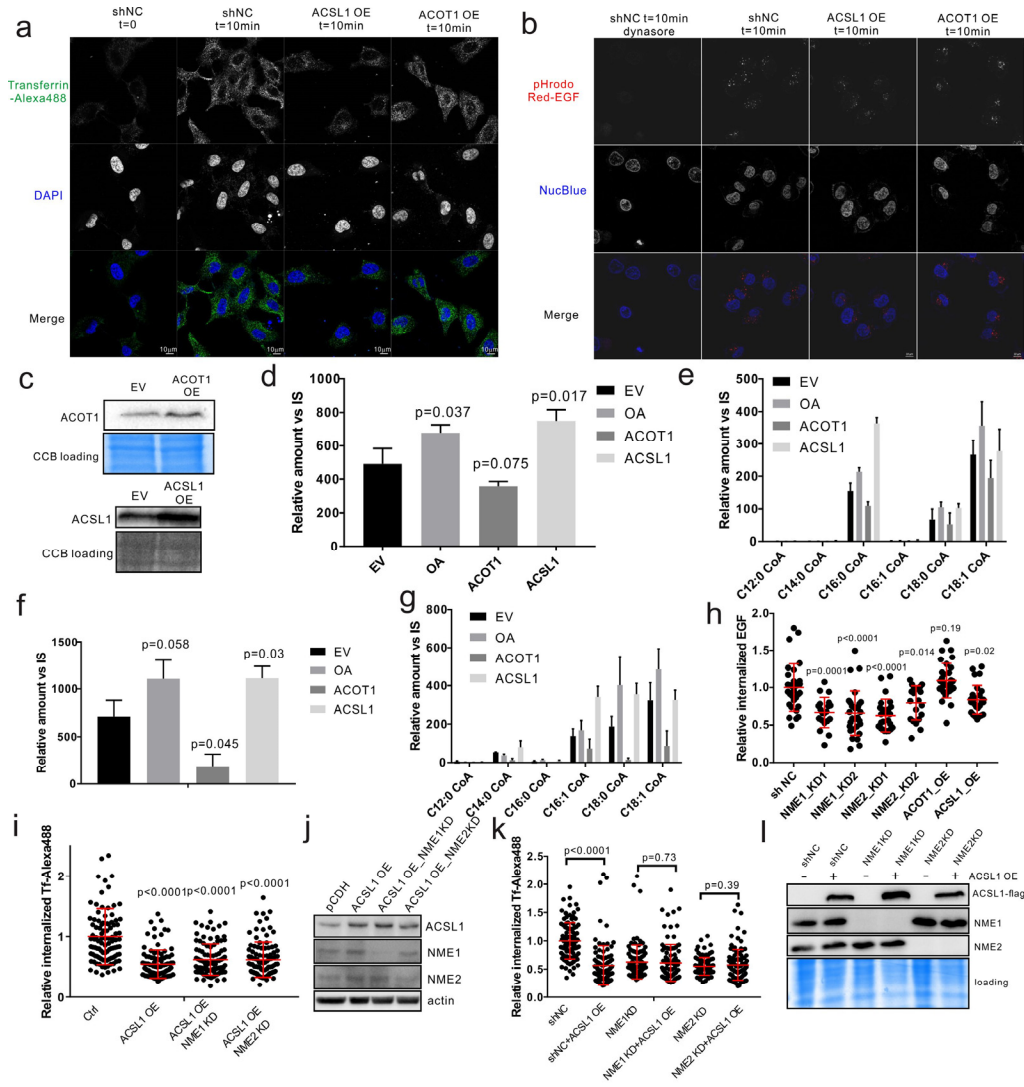 a
shNC
t=0
shNC
t=10min
ACSL1 OE
t=10min
ACOT1 OE
t=10min
Transferrin
-Alexa488
DAPI
Merge
10μm
10μm
10μm
10μm
b
shNC t=10min
dynasore
shNC
t=10min
ACSL1 OE
t=10min
ACOT1 OE
t=10min
pHrodo
Red-EGF
NucBlue
Merge
c
EV
ACOT1
OE
ACOT1
CCB loading
EV
ACSL1
OE
ACSL1
CCB loading
d
Relative amount vs IS
1000
800
600
400
200
0
p=0.037
p=0.075
p=0.017
EV
OA
ACOT1
ACSL1
EV
OA
ACOT1
ACSL1
e
Relative amount vs IS
500
400
300
200
100
0
EV
OA
ACOT1
ACSL1
C12:0 CoA
C14:0 CoA
C16:0 CoA
C16:1 CoA
C18:0 CoA
C18:1 CoA
f
Relative amount vs IS
1500
1000
500
0
p=0.058
p=0.045
p=0.03
EV
OA
ACOT1
ACSL1
g
Relative amount vs IS
800
600
400
200
0
EV
OA
ACOT1
ACSL1
C12:0 CoA
C14:0 CoA
C16:0 CoA
C16:1 CoA
C18:0 CoA
C18:1 CoA
h
Relative internalized EGF
2.0
1.5
1.0
0.5
0.0
p=0.0001
p<0.0001
p<0.0001
p=0.014
p=0.19
p=0.02
sh NC
NME1_KD1
NME1_KD2
NME2_KD1
NME2_KD2
ACOT1_OE
ACSL1_OE
i
Relative internalized Tf-Alexa488
2
2
1
1
0
p<0.0001
p<0.0001
p<0.0001
Ctrl
ACSL1 OE
ACSL1 OE
NME1 KD
ACSL1 OE
NME2 KD
j
pCDH
ACSL1 OE
ACSL1 OE_NME1KD
ACSL1 OE_NME2KD
ACSL1
NME1
NME2
actin
k
Relative internalized Tf-Alexa488
2.5
2.0
1.5
1.0
0.5
0.0
p<0.0001
p=0.73
p=0.39
shNC
shNC+ACSL1 OE
NME1KD
NME1 KD+ACSL1 OE
NME2 KD
NME2 KD+ACSL1 OE
l
shNC
shNC
NME1KD
NME1KD
NME2KD
NME2KD
– + – + – + ACSL1 OE
ACSL1-flag
NME1
NME2
loading